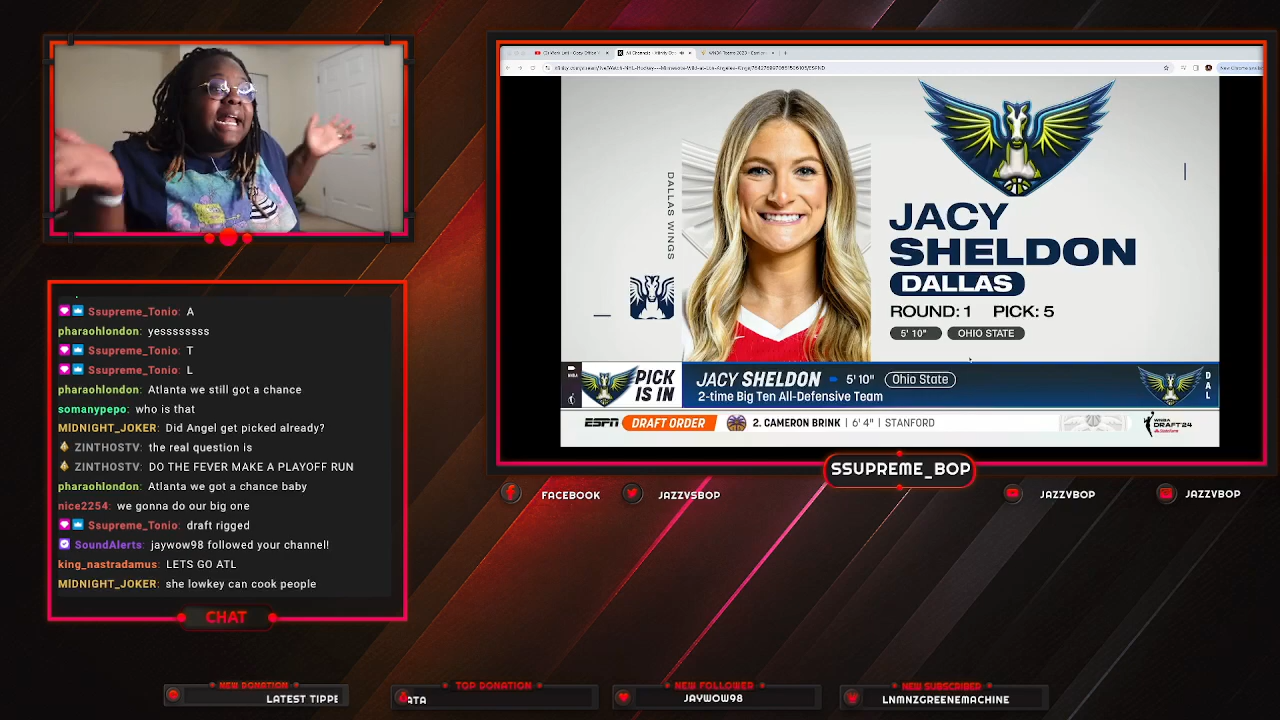 Ssupreme_Tonio: A
pharaohlondon: yesssssssss
Ssupreme_Tonio: T
Ssupreme_Tonio: L
pharaohlondon: Atlanta we still got a chance
somanypepo: who is that
MIDNIGHT_JOKER: Did Angel get picked already?
ZINTHOSTV: the real question is
ZINTHOSTV: DO THE FEVER MAKE A PLAYOFF RUN
pharaohlondon: Atlanta we got a chance baby
nice2254: we gonna do our big one
Ssupreme_Tonio: draft rigged
SoundAlerts: jaywow98 followed your channel!
king_nastradamus: LETS GO ATL
MIDNIGHT_JOKER: she lowkey can cook people
CHAT
DALLAS WINGS
JACY
SHELDON
DALLAS
ROUND: 1 PICK: 5
5' 10" OHIO STATE
PICK IS IN
JACY SHELDON 5' 10" Ohio State
2-time Big Ten All-Defensive Team
DAL
ESPN DRAFT ORDER 2. CAMERON BRINK | 6' 4" | STANFORD
WNBA DRAFT'24
SSUPREME_BOP
FACEBOOK JAZZVSBOP JAZZVBOP JAZZVBOP
NEW DONATION TOP DONATION NEW FOLLOWER NEW SUBSCRIBER
LATEST TIPPE ATA JAYWOW98 LNMNZGREENEMACHINE